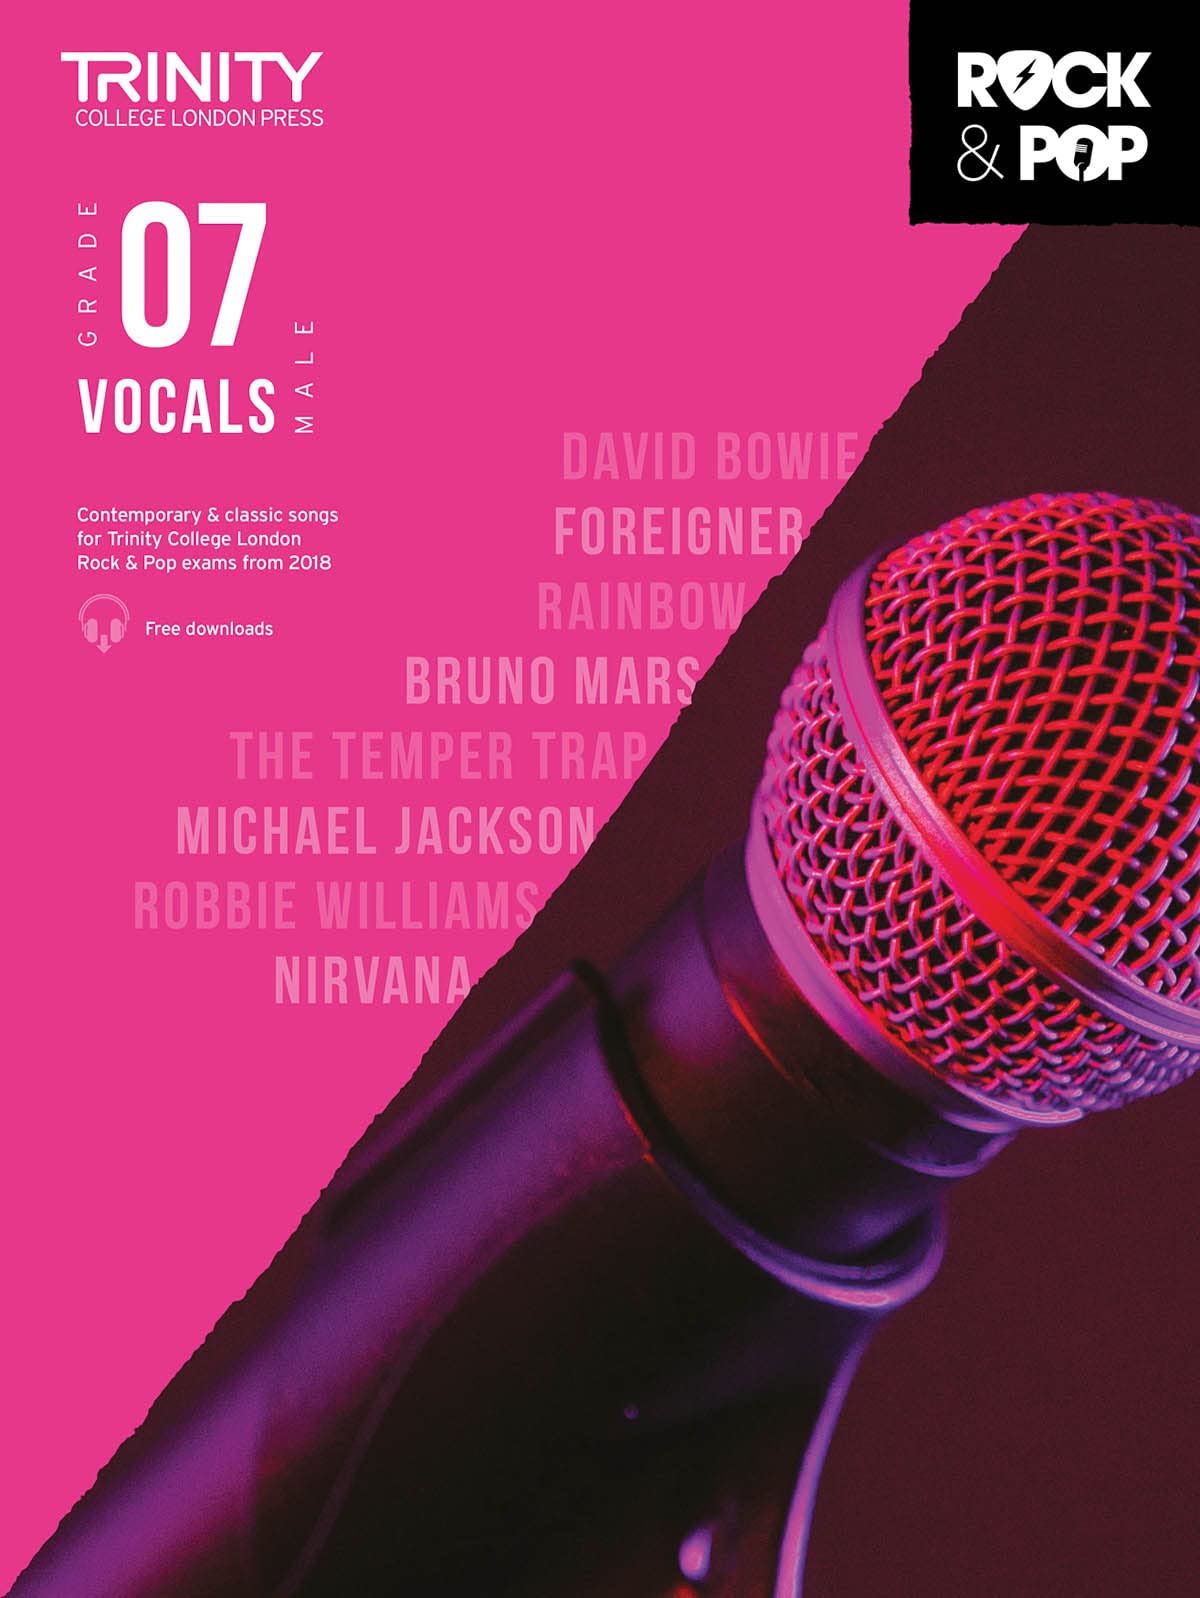 TRINITY
COLLEGE LONDON PRESS
ROCK
& POP
GRADE
07
VOCALS
MALE
Contemporary & classic songs
for Trinity College London
Rock & Pop exams from 2018
Free downloads
DAVID BOWIE
FOREIGNER
RAINBOW
BRUNO MARS
THE TEMPER TRAP
MICHAEL JACKSON
ROBBIE WILLIAMS
NIRVANA